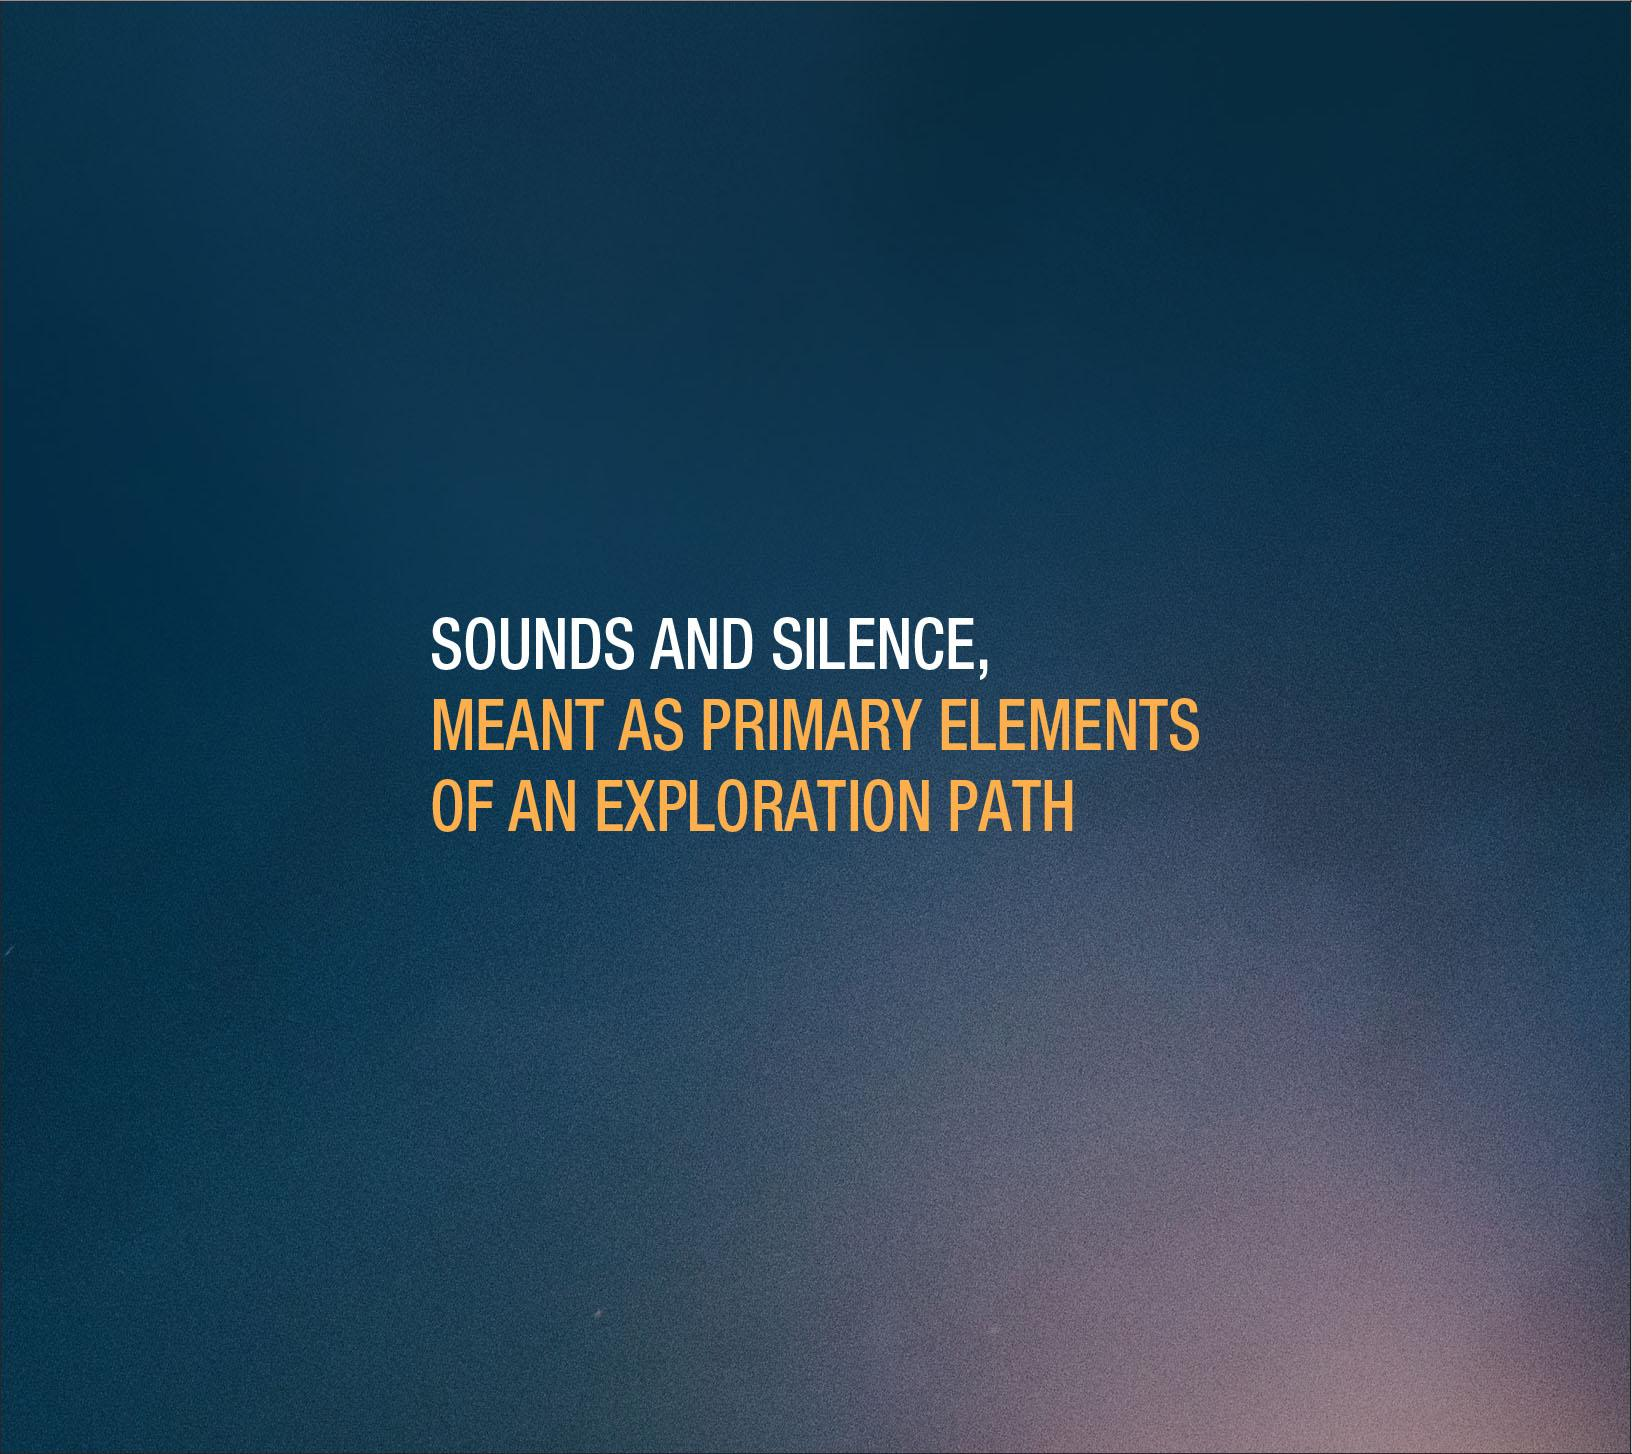 SOUNDS AND SILENCE,
MEANT AS PRIMARY ELEMENTS
OF AN EXPLORATION PATH